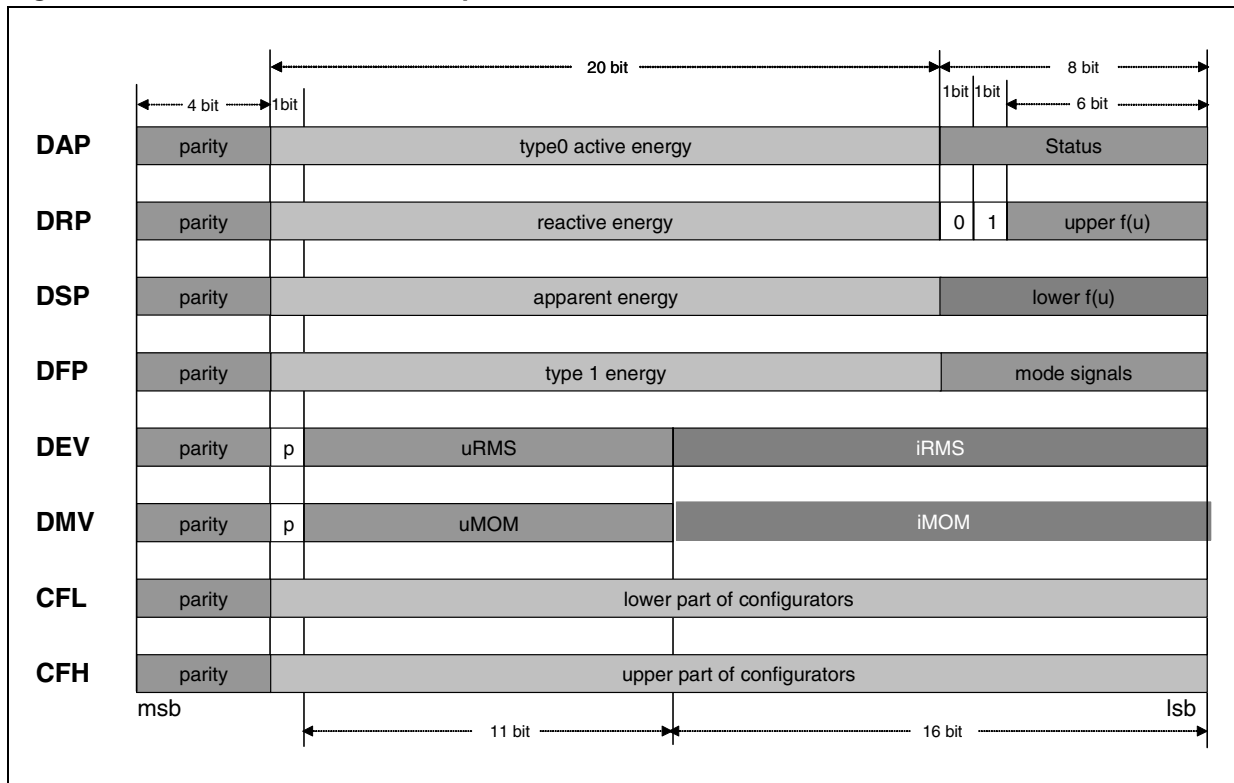 20 bit
8 bit
4 bit
1bit
1bit
1bit
6 bit
DAP parity type0 active energy Status
DRP parity reactive energy 0 1 upper f(u)
DSP parity apparent energy lower f(u)
DFP parity type 1 energy mode signals
DEV parity p uRMS iRMS
DMV parity p uMOM iMOM
CFL parity lower part of configurators
CFH parity upper part of configurators
msb lsb
11 bit 16 bit